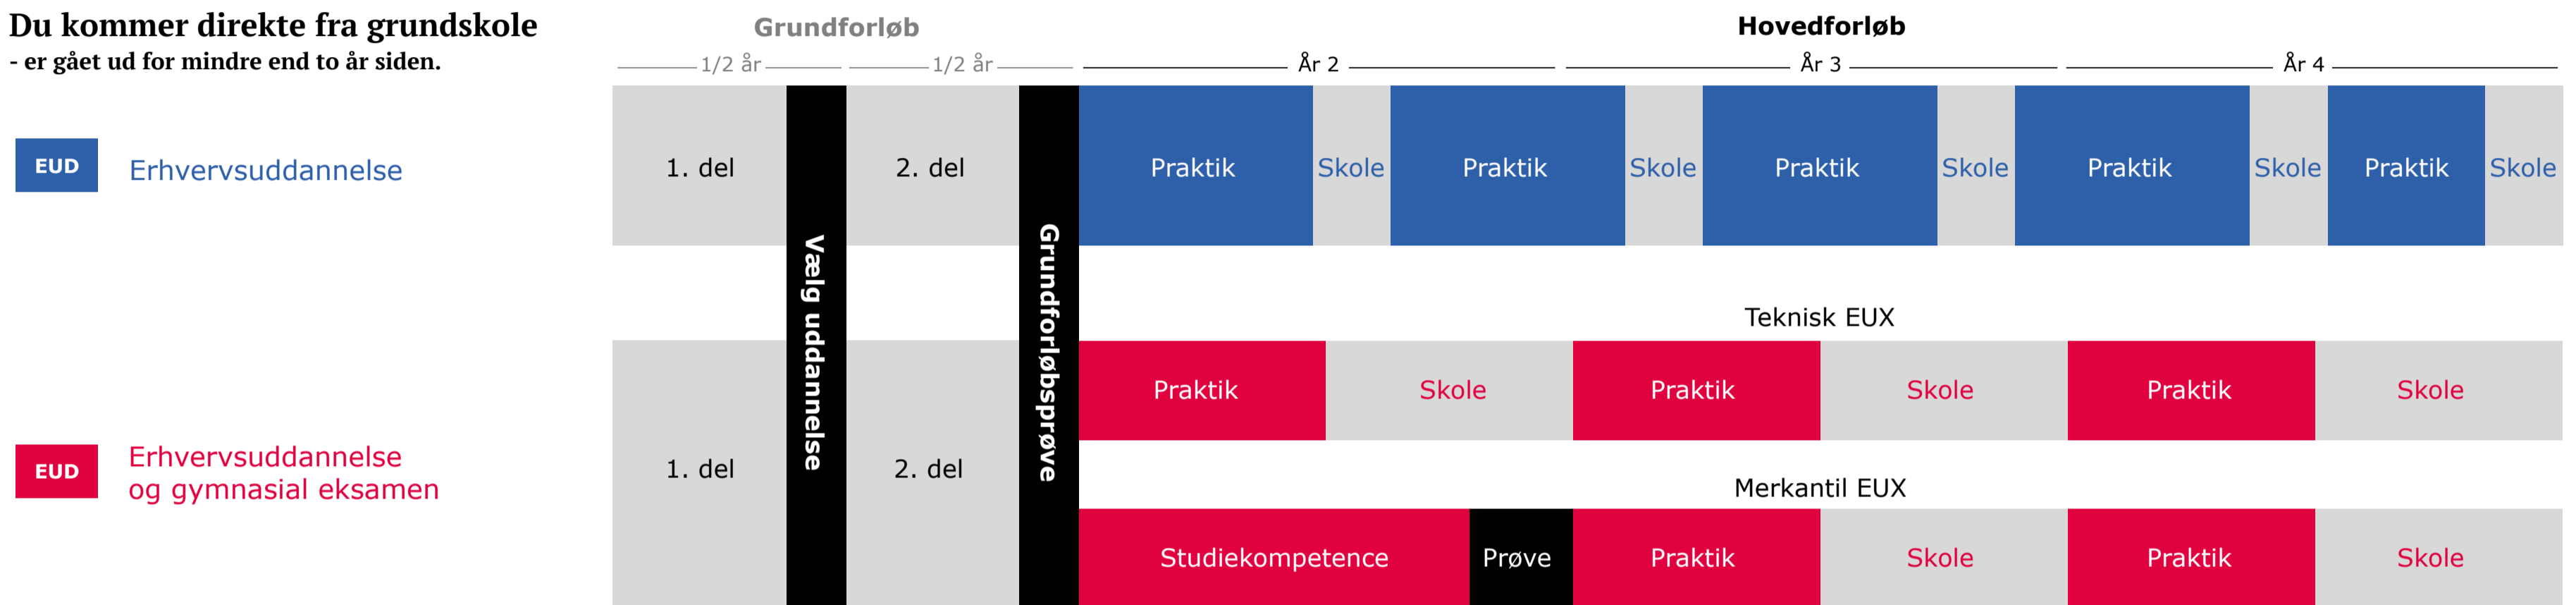 Du kommer direkte fra grundskole
- er gået ud for mindre end to år siden.
Grundforløb
Hovedforløb
1/2 år
1/2 år
År 2
År 3
År 4
EUD
Erhvervsuddannelse
1. del
Vælg uddannelse
2. del
Grundforløbsprøve
Praktik
Skole
Praktik
Skole
Praktik
Skole
Praktik
Skole
Praktik
Skole
EUD
Erhvervsuddannelse
og gymnasial eksamen
1. del
2. del
Teknisk EUX
Praktik
Skole
Praktik
Skole
Praktik
Skole
Merkantil EUX
Studiekompetence
Prøve
Praktik
Skole
Praktik
Skole